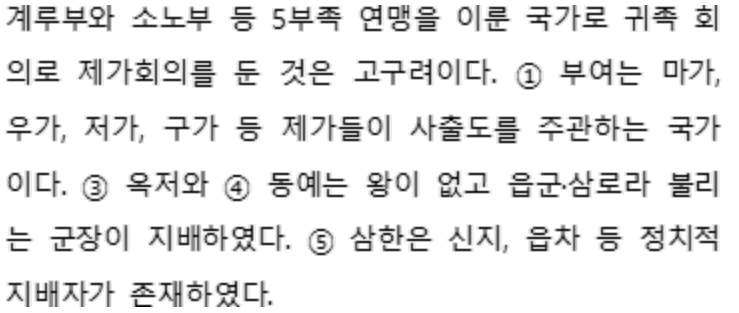 계루부와 소노부 등 5부족 연맹을 이룬 국가로 귀족 회
의로 제가회의를 둔 것은 고구려이다. ① 부여는 마가,
우가, 저가, 구가 등 제가들이 사출도를 주관하는 국가
이다. ③ 옥저와 ④ 동예는 왕이 없고 읍군·삼로라 불리
는 군장이 지배하였다. ⑤ 삼한은 신지, 읍차 등 정치적
지배자가 존재하였다.